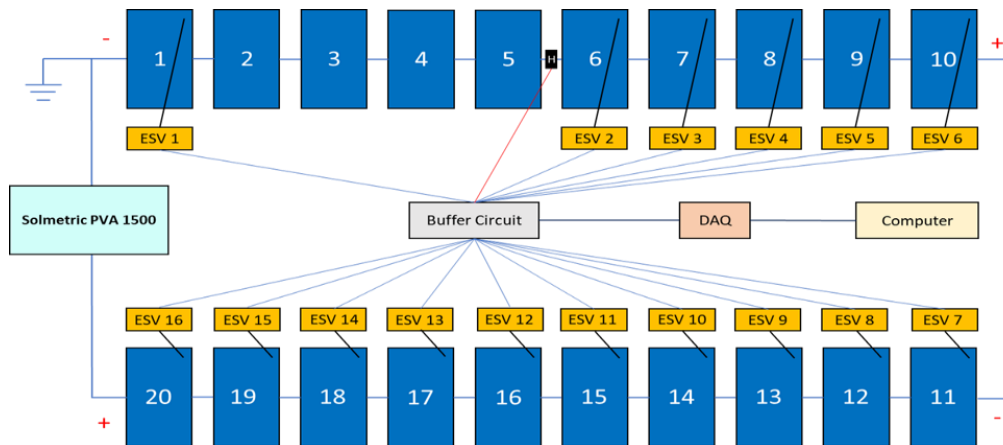 -
1 2 3 4 5 H 6 7 8 9 10
+
ESV 1 ESV 2 ESV 3 ESV 4 ESV 5 ESV 6
Solmetric PVA 1500
Buffer Circuit DAQ Computer
ESV 16 ESV 15 ESV 14 ESV 13 ESV 12 ESV 11 ESV 10 ESV 9 ESV 8 ESV 7
20 19 18 17 16 15 14 13 12 11
+ -